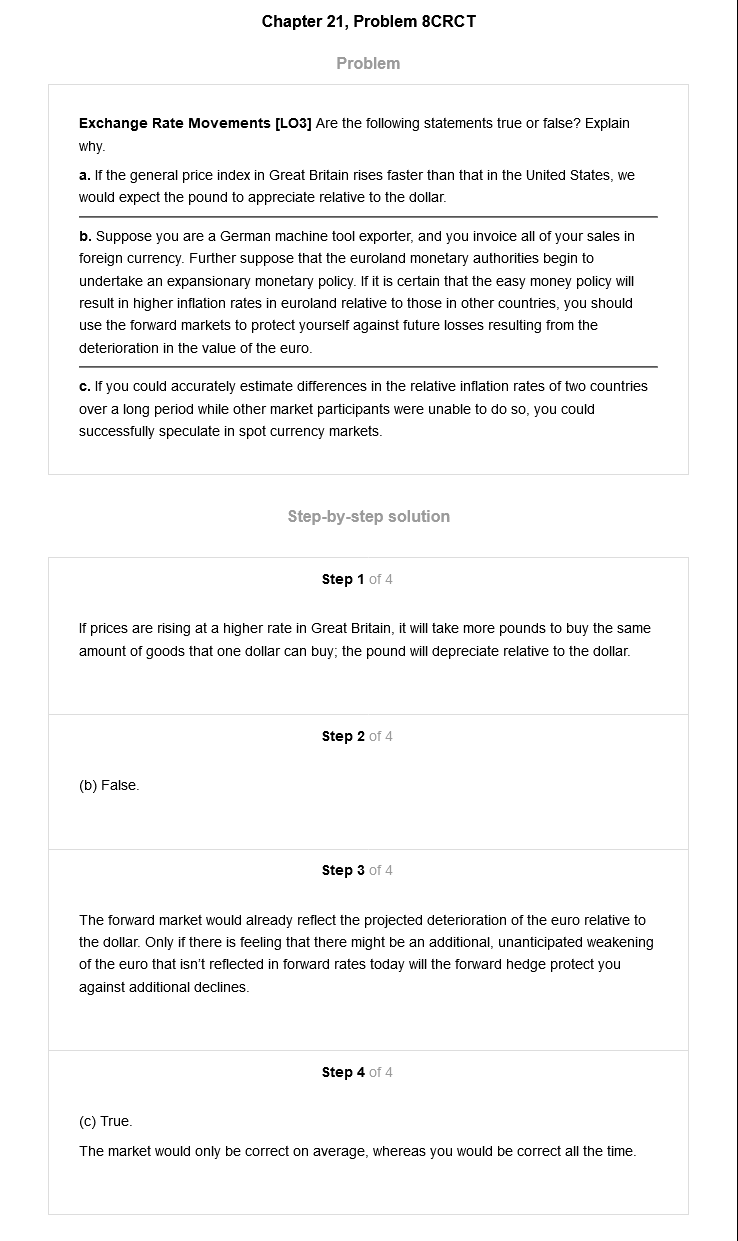 Chapter 21, Problem 8CRCT
Problem
Exchange Rate Movements [LO3] Are the following statements true or false? Explain
why.
a. If the general price index in Great Britain rises faster than that in the United States, we
would expect the pound to appreciate relative to the dollar.
b. Suppose you are a German machine tool exporter, and you invoice all of your sales in
foreign currency. Further suppose that the euroland monetary authorities begin to
undertake an expansionary monetary policy. If it is certain that the easy money policy will
result in higher inflation rates in euroland relative to those in other countries, you should
use the forward markets to protect yourself against future losses resulting from the
deterioration in the value of the euro.
c. If you could accurately estimate differences in the relative inflation rates of two countries
over a long period while other market participants were unable to do so, you could
successfully speculate in spot currency markets.
Step-by-step solution
Step 1 of 4
If prices are rising at a higher rate in Great Britain, it will take more pounds to buy the same
amount of goods that one dollar can buy; the pound will depreciate relative to the dollar.
Step 2 of 4
(b) False.
Step 3 of 4
The forward market would already reflect the projected deterioration of the euro relative to
the dollar. Only if there is feeling that there might be an additional, unanticipated weakening
of the euro that isn't reflected in forward rates today will the forward hedge protect you
against additional declines.
Step 4 of 4
(c) True.
The market would only be correct on average, whereas you would be correct all the time.